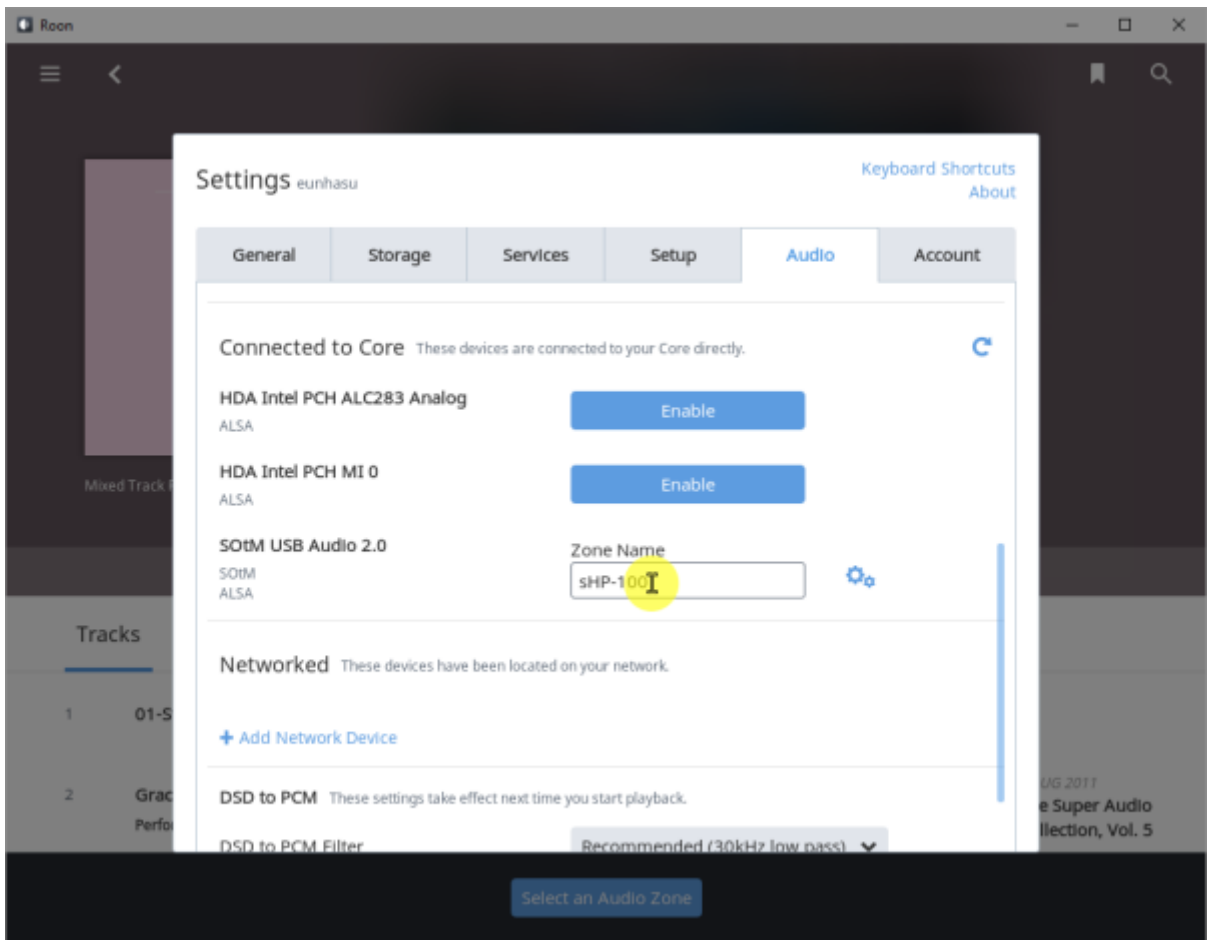 Roon
Settings eunhasu
Keyboard Shortcuts
About
General Storage Services Setup Audio Account
Connected to Core These devices are connected to your Core directly.
HDA Intel PCH ALC283 Analog
ALSA
Enable
HDA Intel PCH MI 0
ALSA
Enable
SOtM USB Audio 2.0
SOtM
ALSA
Zone Name
sHP-100
Networked These devices have been located on your network.
+ Add Network Device
DSD to PCM These settings take effect next time you start playback.
DSD to PCM Filter Recommended (30kHz low pass)
Mixed Track
Tracks
1 01-S
2 Grac
Perfo
UG 2011
e Super Audio
llection, Vol. 5
Select an Audio Zone